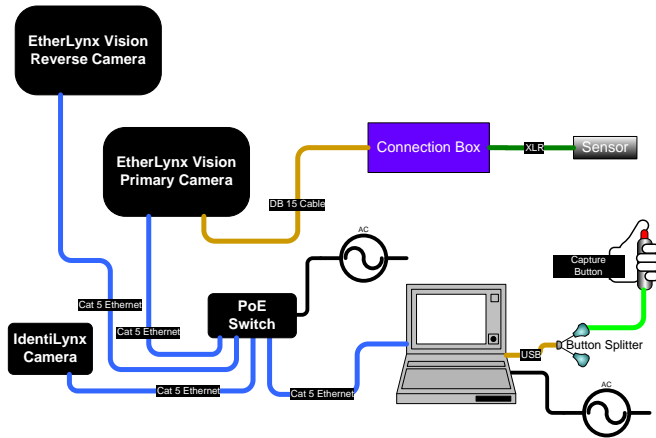 EtherLynx Vision
Reverse Camera
EtherLynx Vision
Primary Camera
Connection Box
XLR
Sensor
DB 15 Cable
AC
Capture
Button
Cat 5 Ethernet
PoE
Switch
Cat 5 Ethernet
IdentiLynx
Camera
USB
Button Splitter
Cat 5 Ethernet
Cat 5 Ethernet
AC